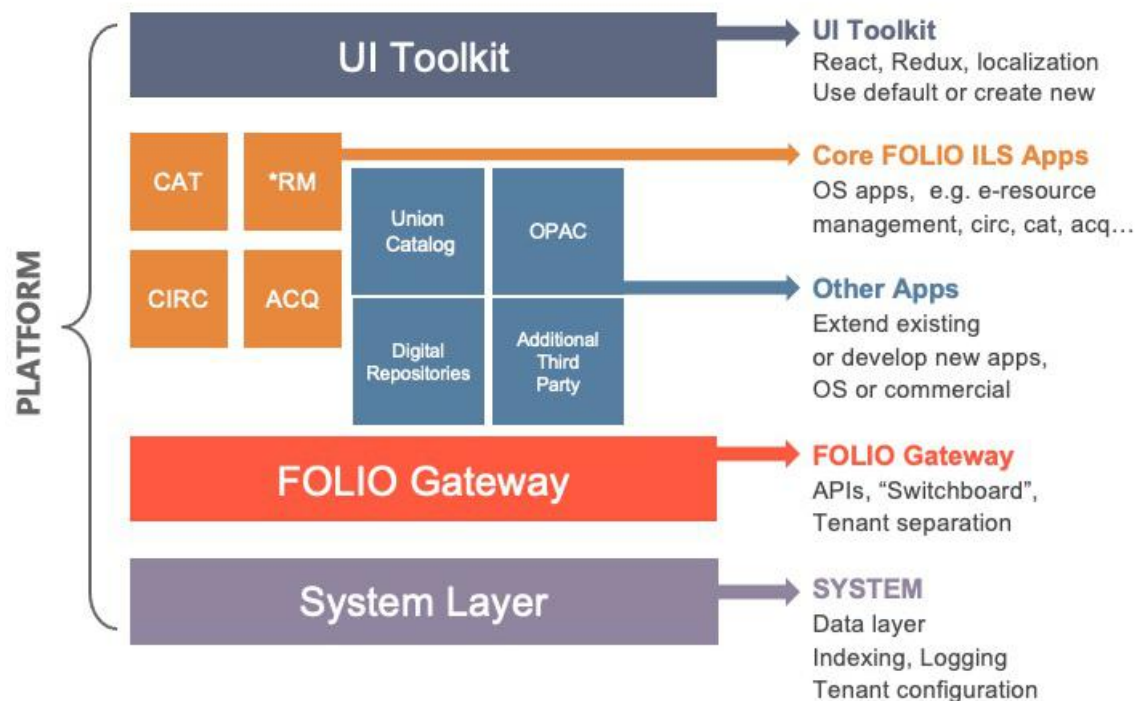 PLATFORM
UI Toolkit
UI Toolkit
React, Redux, localization
Use default or create new
CAT
*RM
CIRC
ACQ
Core FOLIO ILS Apps
OS apps,  e.g. e-resource
management, circ, cat, acq…
Union
Catalog
OPAC
Digital
Repositories
Additional
Third
Party
Other Apps
Extend existing
or develop new apps,
OS or commercial
FOLIO Gateway
FOLIO Gateway
APIs, “Switchboard”,
Tenant separation
System Layer
SYSTEM
Data layer
Indexing, Logging
Tenant configuration